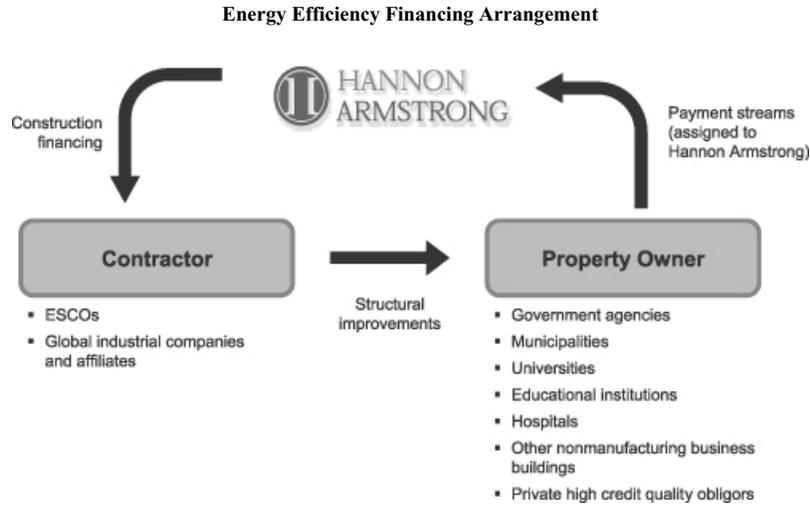 Energy Efficiency Financing Arrangement
HANNON
ARMSTRONG
Construction
financing
Payment streams
(assigned to
Hannon Armstrong)
Contractor
Property Owner
Structural
improvements
▪ ESCOs
▪ Global industrial companies
and affiliates
▪ Government agencies
▪ Municipalities
▪ Universities
▪ Educational institutions
▪ Hospitals
▪ Other nonmanufacturing business
buildings
▪ Private high credit quality obligors